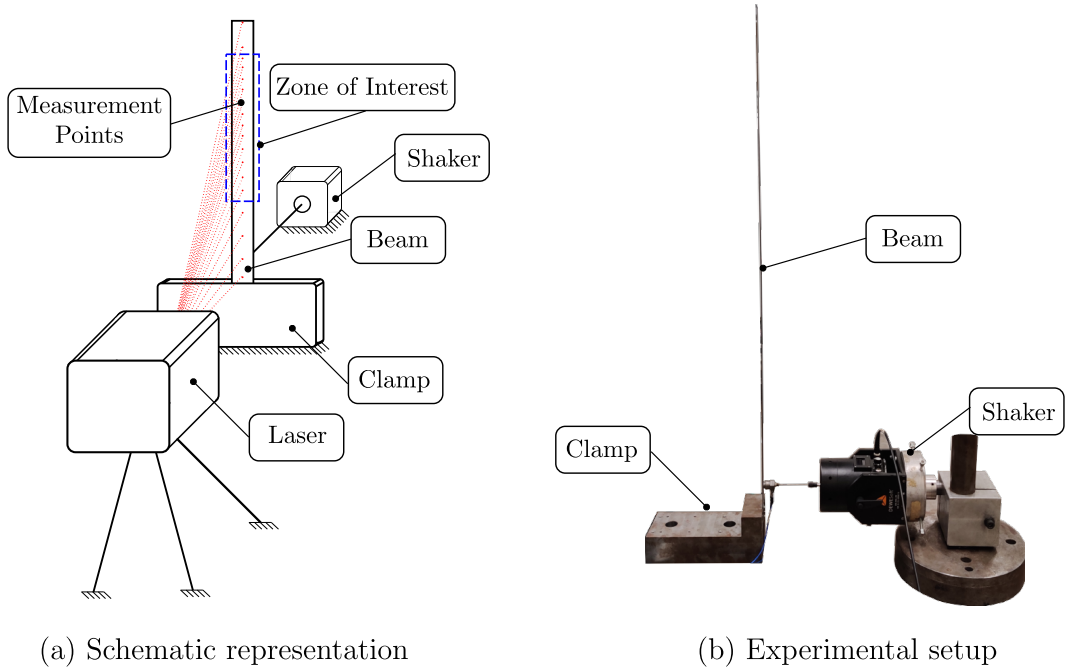 Measurement
Points
Zone of Interest
Shaker
Beam
Clamp
Laser
Beam
Shaker
Clamp
(a) Schematic representation
(b) Experimental setup